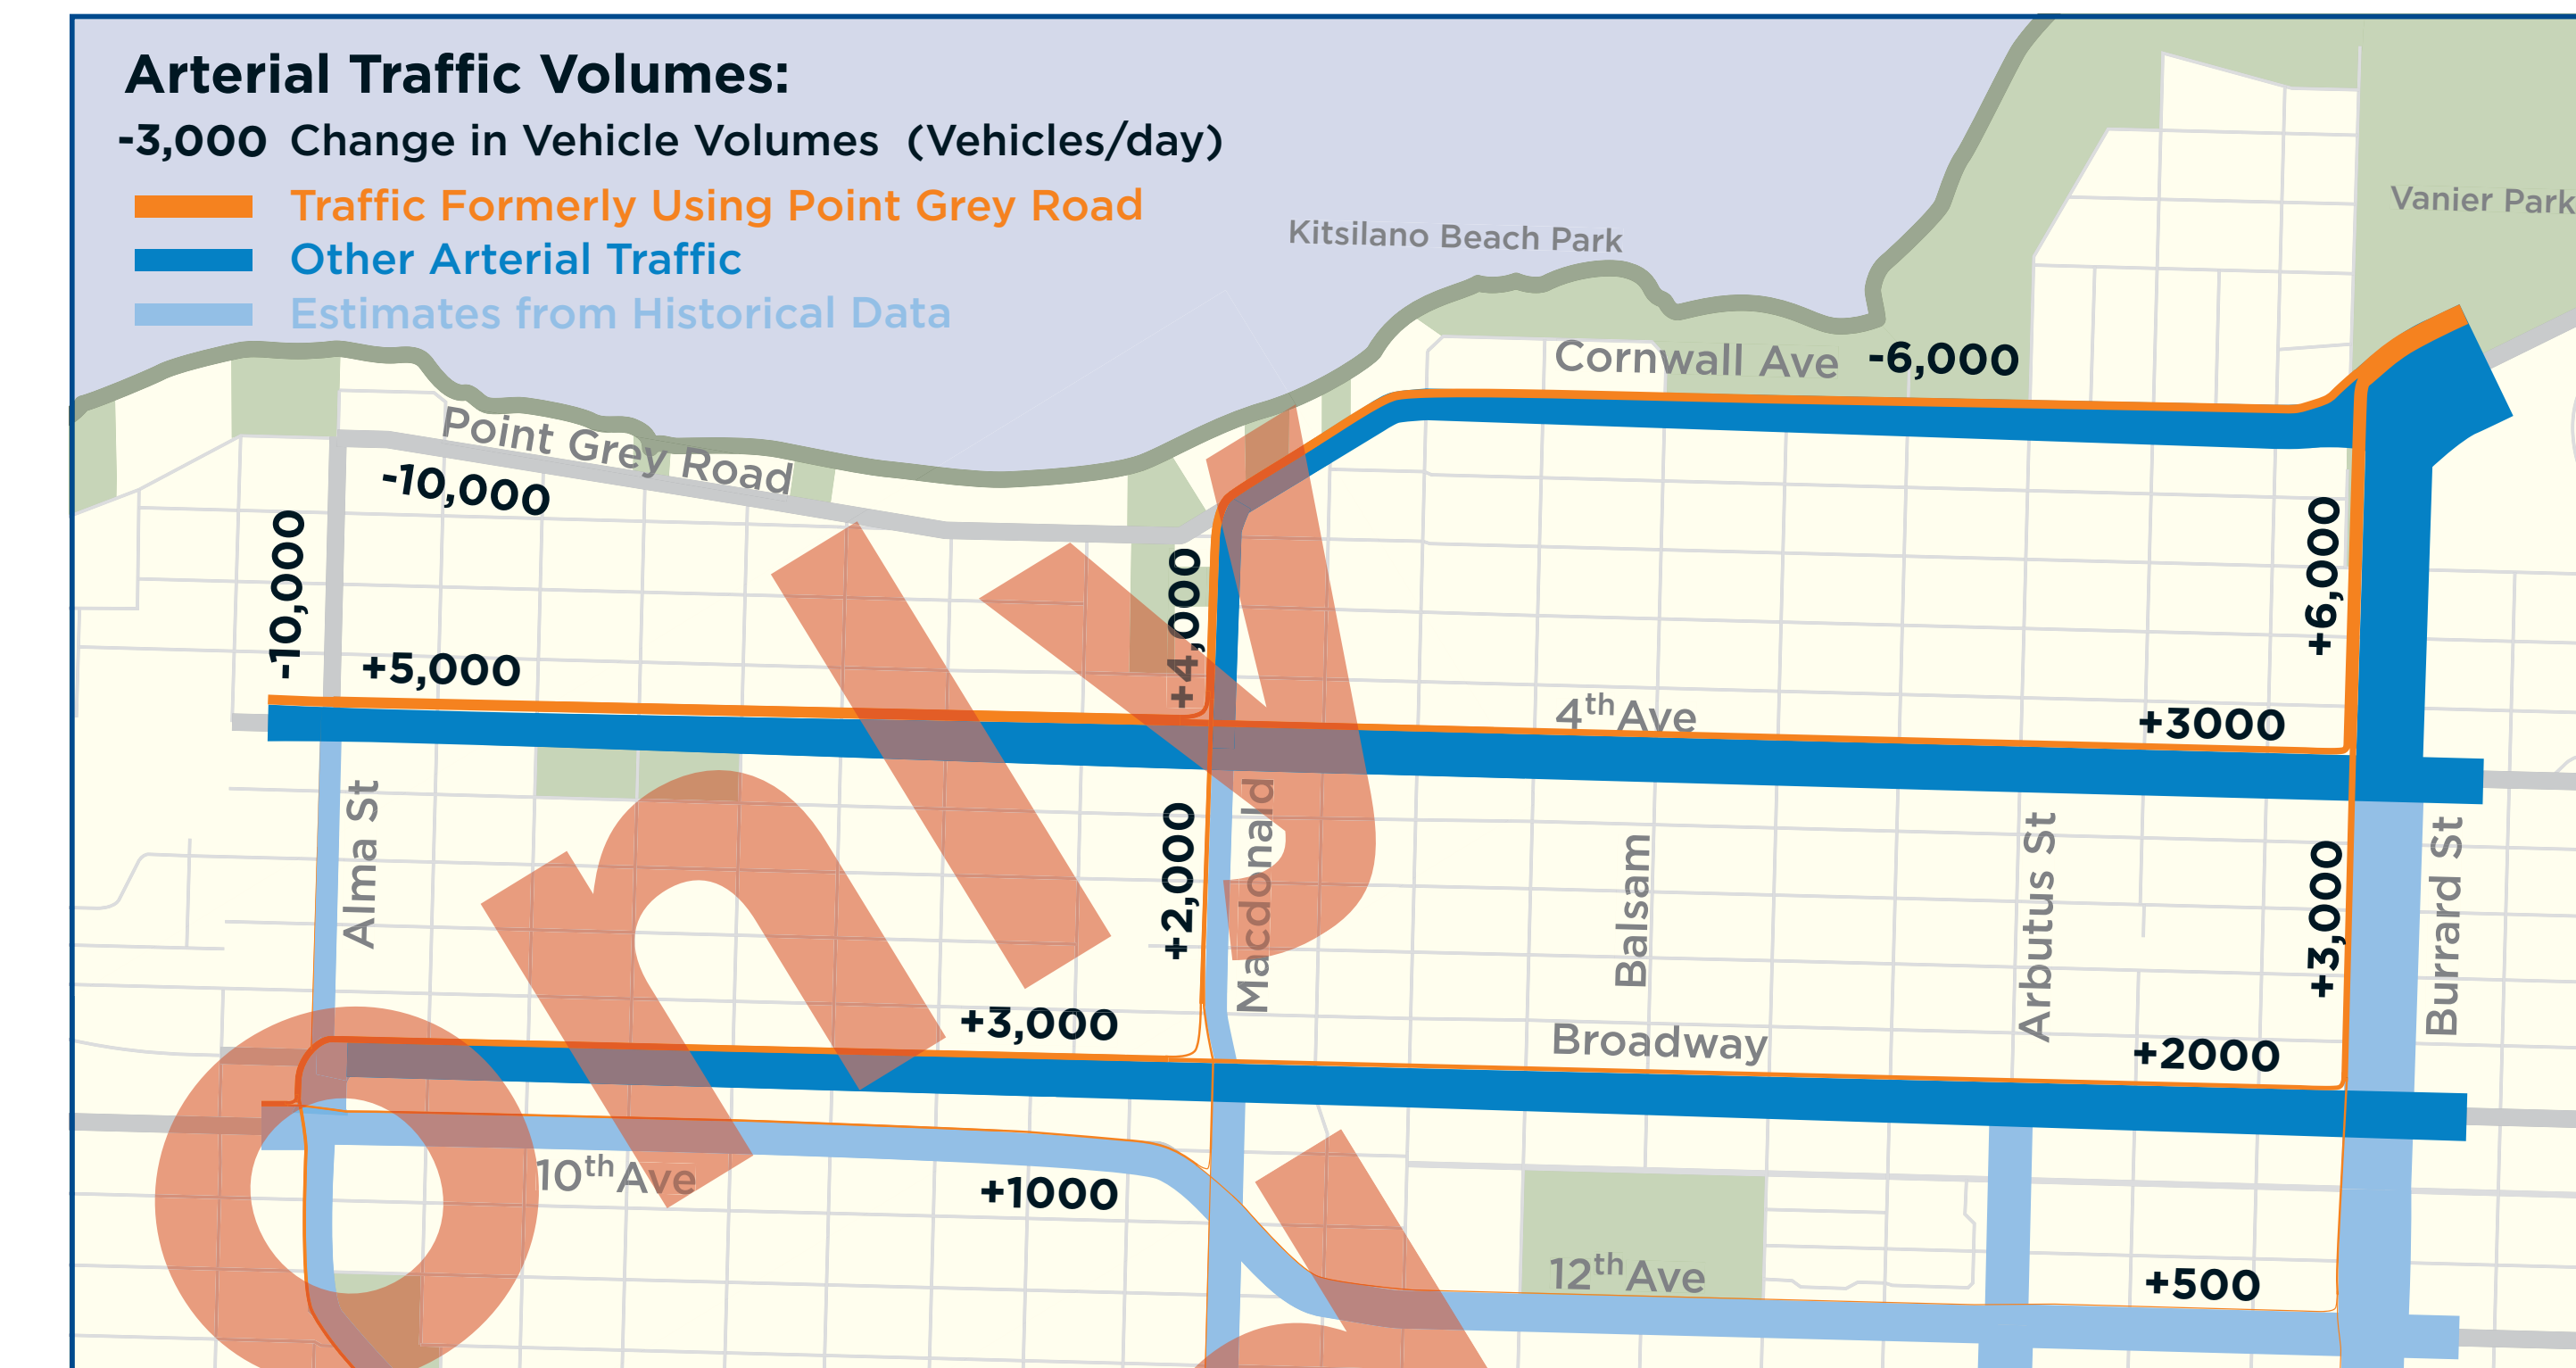 Arterial Traffic Volumes:
-3,000 Change in Vehicle Volumes (Vehicles/day)
Traffic Formerly Using Point Grey Road
Other Arterial Traffic
Estimates from Historical Data
Kitsilano Beach Park
Vanier Park
Cornwall Ave -6,000
Point Grey Road
-10,000
-10,000
+5,000
+4,000
+6,000
4th Ave
+3000
Alma St
+2,000
Macdonald
Balsam
Arbutus St
+3,000
Burrard St
+3,000
Broadway
+2000
10th Ave
+1000
12th Ave
+500
only